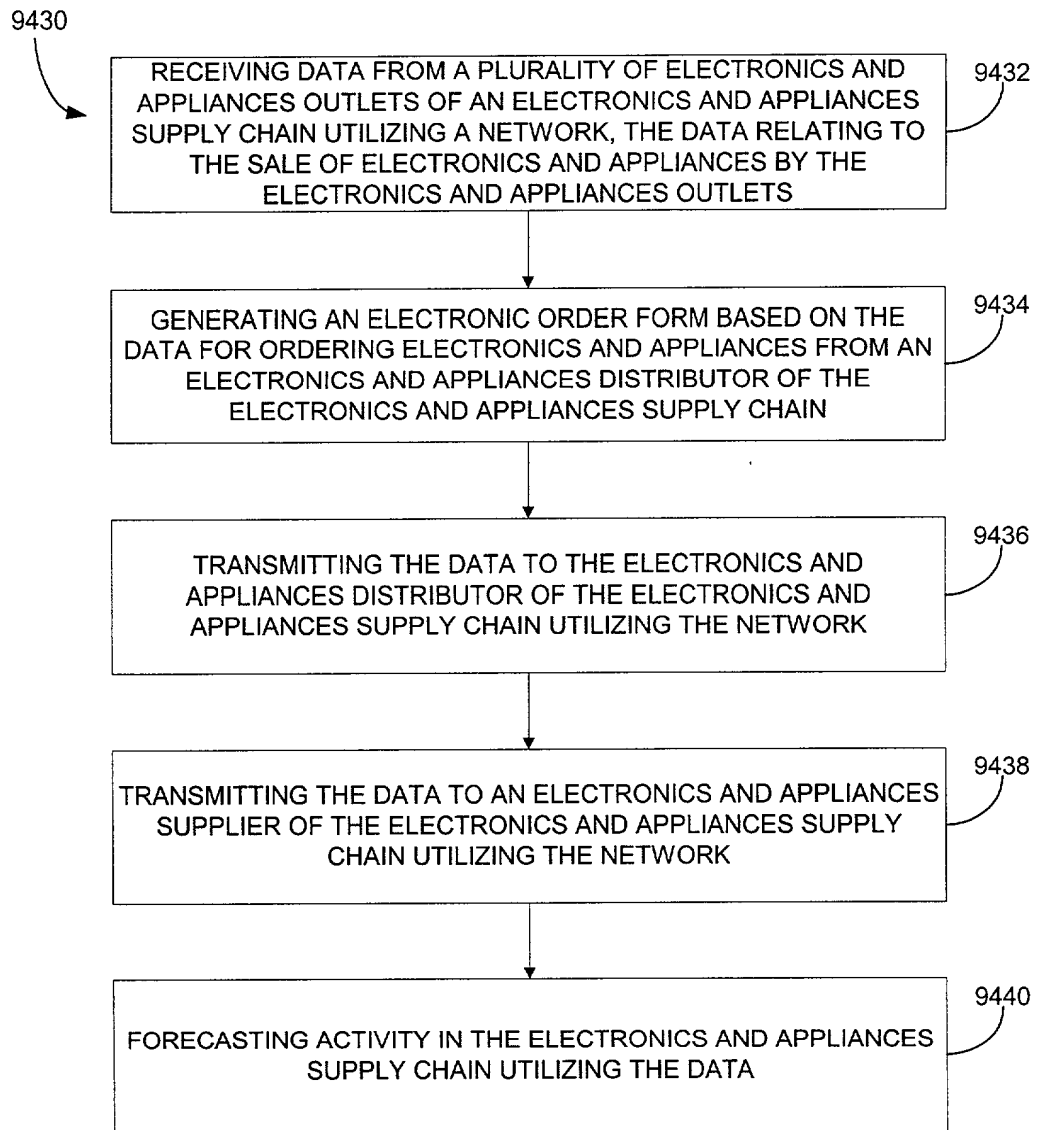 9430
RECEIVING DATA FROM A PLURALITY OF ELECTRONICS AND
APPLIANCES OUTLETS OF AN ELECTRONICS AND APPLIANCES
SUPPLY CHAIN UTILIZING A NETWORK, THE DATA RELATING TO
THE SALE OF ELECTRONICS AND APPLIANCES BY THE
ELECTRONICS AND APPLIANCES OUTLETS
9432
GENERATING AN ELECTRONIC ORDER FORM BASED ON THE
DATA FOR ORDERING ELECTRONICS AND APPLIANCES FROM AN
ELECTRONICS AND APPLIANCES DISTRIBUTOR OF THE
ELECTRONICS AND APPLIANCES SUPPLY CHAIN
9434
TRANSMITTING THE DATA TO THE ELECTRONICS AND
APPLIANCES DISTRIBUTOR OF THE ELECTRONICS AND
APPLIANCES SUPPLY CHAIN UTILIZING THE NETWORK
9436
TRANSMITTING THE DATA TO AN ELECTRONICS AND APPLIANCES
SUPPLIER OF THE ELECTRONICS AND APPLIANCES SUPPLY
CHAIN UTILIZING THE NETWORK
9438
FORECASTING ACTIVITY IN THE ELECTRONICS AND APPLIANCES
SUPPLY CHAIN UTILIZING THE DATA
9440